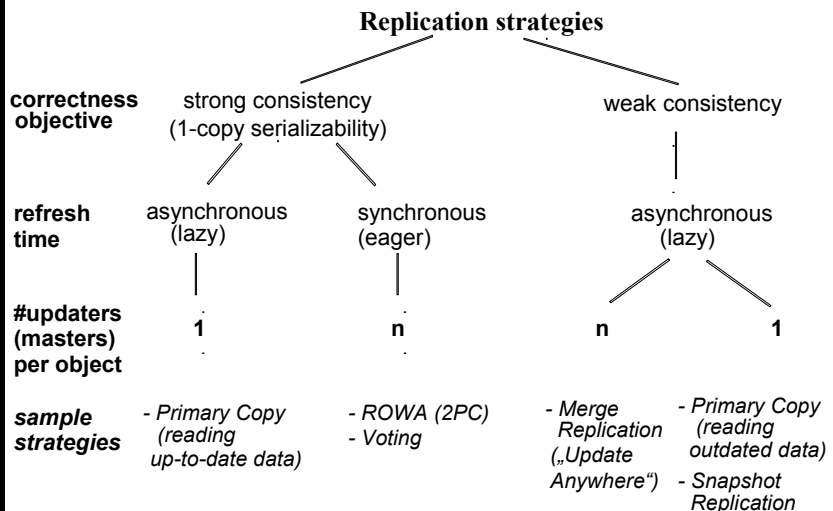 Replication strategies
correctness objective
strong consistency
(1-copy serializability)
weak consistency
refresh time
asynchronous
(lazy)
synchronous
(eager)
asynchronous
(lazy)
#updaters
(masters)
per object
1
n
n
1
sample
strategies
- Primary Copy
(reading
up-to-date data)
- ROWA (2PC)
- Voting
- Merge
Replication
(„Update
Anywhere“)
- Primary Copy
(reading
outdated data)
- Snapshot
Replication